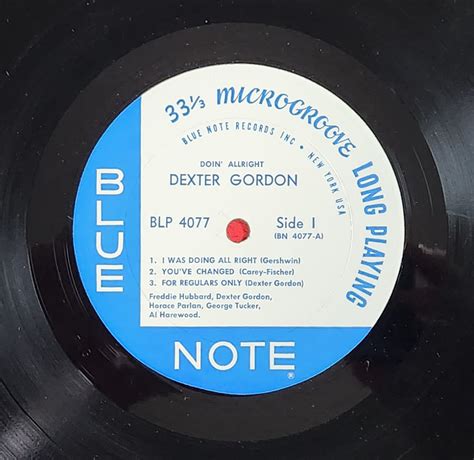 33⅓ MICROGROOVE LONG PLAYING
BLUE NOTE RECORDS INC • NEW YORK USA
DOIN' ALLRIGHT
DEXTER GORDON
BLP 4077
Side 1
(BN 4077-A)
1. I WAS DOING ALL RIGHT (Gershwin)
2. YOU'VE CHANGED (Carey-Fischer)
3. FOR REGULARS ONLY (Dexter Gordon)
Freddie Hubbard, Dexter Gordon,
Horace Parlan, George Tucker,
Al Harewood.
BLUE
NOTE
®